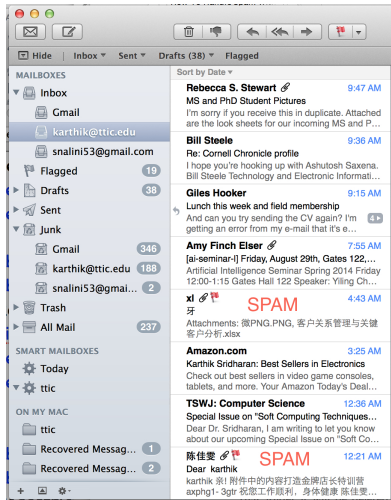 Hide Inbox Sent Drafts (38) Flagged
MAILBOXES
Inbox
Gmail
karthik@ttic.edu
snalini53@gmail.com
Flagged 19
Drafts 38
Sent
Junk
Gmail 346
karthik@ttic.edu 188
snalini53@gmai... 2
Trash
All Mail 237
SMART MAILBOXES
Today
ttic
ON MY MAC
ttic
Recovered Messag... 1
Recovered Messag... 2
Sort by Date
Rebecca S. Stewart 9:47 AM
MS and PhD Student Pictures
I'm sorry if you receive this in duplicate. Attached
are the look sheets for our incoming MS and P...
Bill Steele 9:36 AM
Re: Cornell Chronicle profile
I hope you're hooking up with Ashutosh Saxena.
Bill Steele Technology and Electronic Informati...
Giles Hooker 9:15 AM
Lunch this week and field membership
And can you try sending the CV again? I'm
getting an error from my e-mail that it's e... 4
Amy Finch Elser 7:55 AM
[ai-seminar-l] Friday, August 29th, Gates 122,...
Artificial Intelligence Seminar Spring 2014 Friday
12:00-1:15 Gates Hall 122 Speaker: Yiling Ch...
xl SPAM 4:43 AM
牙
Attachments: 微PNG.PNG, 客户关系管理与关键
客户分析.xlsx
Amazon.com 3:25 AM
Karthik Sridharan: Best Sellers in Electronics
Check out best sellers in video game consoles,
tablets, and more. Your Amazon Today's Deal...
TSWJ: Computer Science 12:36 AM
Special Issue on "Soft Computing Techniques...
Dear Dr. Sridharan, I am writing to let you know
about our upcoming Special Issue on "Soft Co...
陈佳雯 SPAM 12:21 AM
Dear karthik
karthik 亲! 附件中的内容打造金牌店长特训营
axphg1- 3gtr 祝您工作顺利，身体健康 陈佳雯...